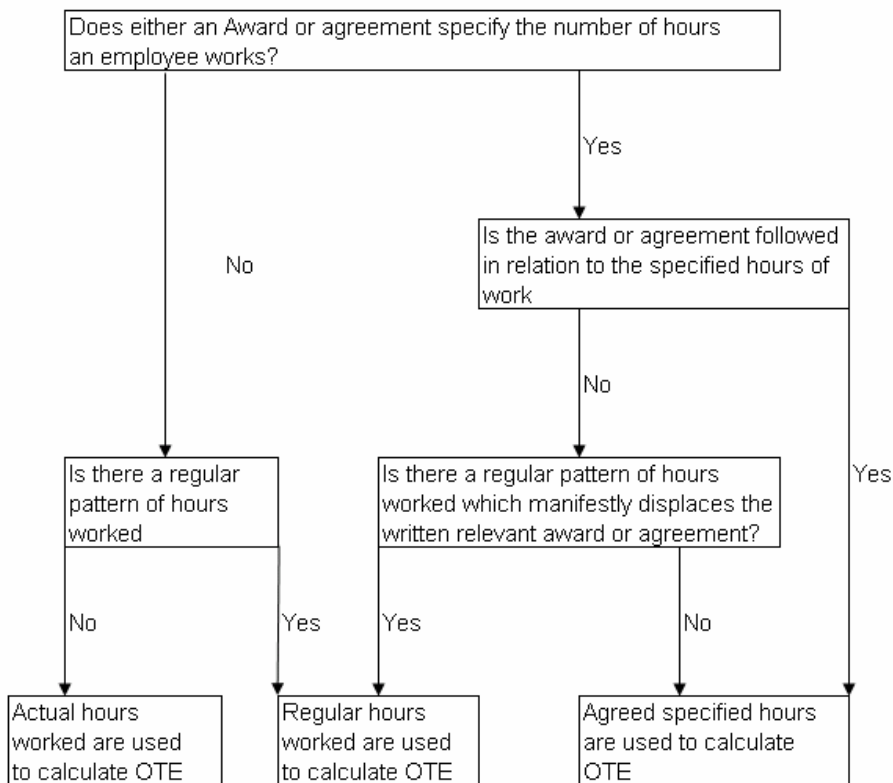 Does either an Award or agreement specify the number of hours
an employee works?
Yes
Is the award or agreement followed
in relation to the specified hours of
work
No
No
Is there a regular
pattern of hours
worked
Is there a regular pattern of hours
worked which manifestly displaces the
written relevant award or agreement?
Yes
No
Yes
Yes
No
Actual hours
worked are used
to calculate OTE
Regular hours
worked are used
to calculate OTE
Agreed specified hours
are used to calculate
OTE